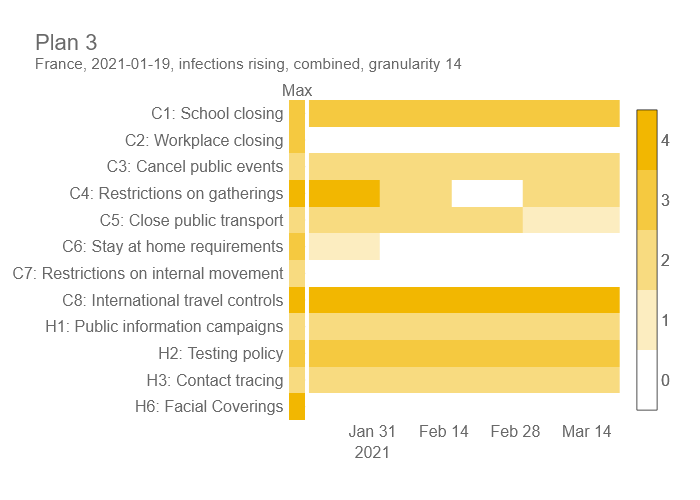 Plan 3
France, 2021-01-19, infections rising, combined, granularity 14
Max
C1: School closing
C2: Workplace closing
C3: Cancel public events
C4: Restrictions on gatherings
C5: Close public transport
C6: Stay at home requirements
C7: Restrictions on internal movement
C8: International travel controls
H1: Public information campaigns
H2: Testing policy
H3: Contact tracing
H6: Facial Coverings
4
3
2
1
0
Jan 31 Feb 14 Feb 28 Mar 14
2021